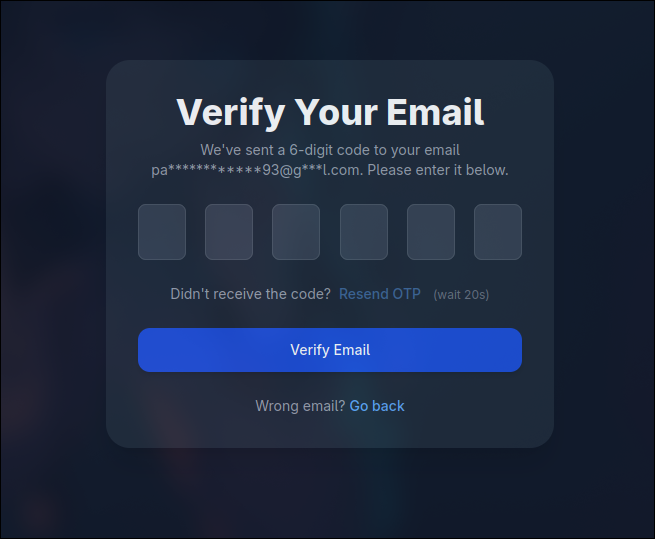 Verify Your Email
We've sent a 6-digit code to your email
pa************93@g***l.com. Please enter it below.
Didn't receive the code? Resend OTP (wait 20s)
Verify Email
Wrong email? Go back